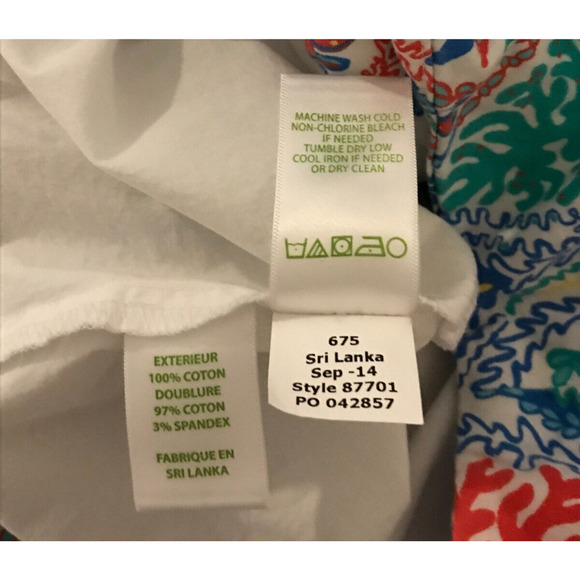 MACHINE WASH COLD
NON-CHLORINE BLEACH
IF NEEDED
TUMBLE DRY LOW
COOL IRON IF NEEDED
OR DRY CLEAN
675
Sri Lanka
Sep -14
Style 87701
PO 042857
EXTERIEUR
100% COTON
DOUBLURE
97% COTON
3% SPANDEX
FABRIQUE EN
SRI LANKA